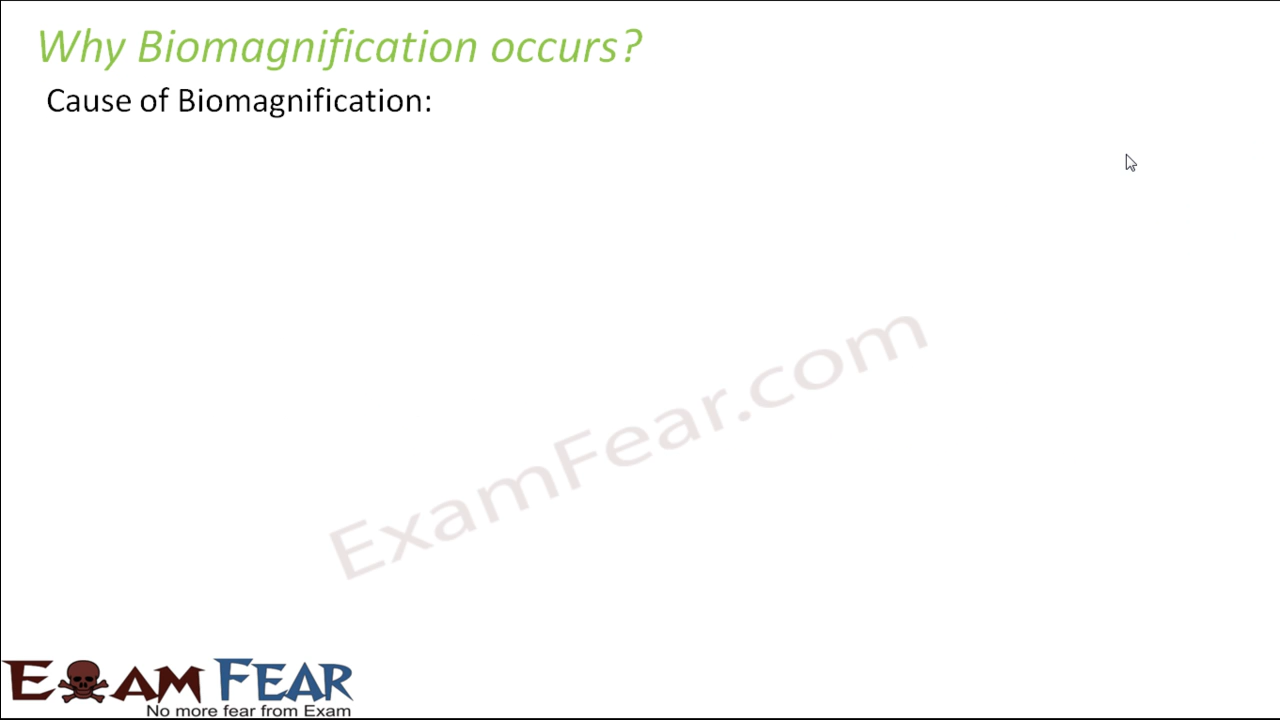 Why Biomagnification occurs?
Cause of Biomagnification:
ExamFear.com
EXAM FEAR
No more fear from Exam